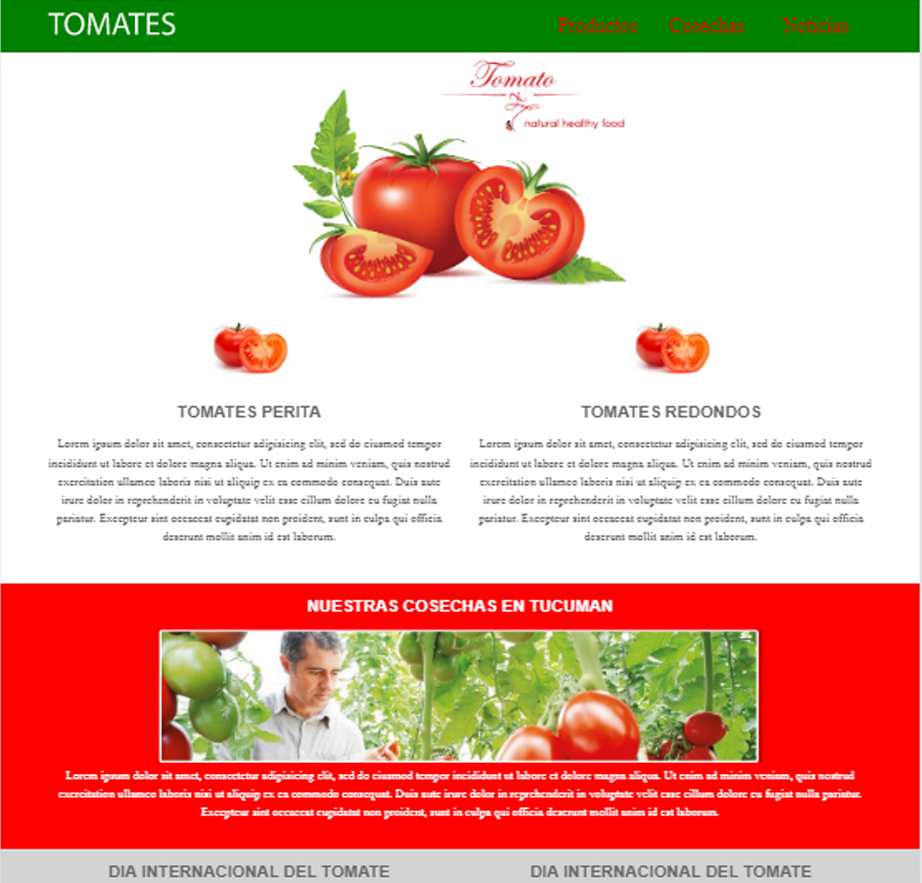 TOMATES
Productos Cosechas Noticias
Tomato
natural healthy food
TOMATES PERITA
Lorem ipsum dolor sit amet, consectetur adipisicing elit, sed do eiusmod tempor
incididunt ut labore et dolore magna aliqua. Ut enim ad minim veniam, quis nostrud
exercitation ullamco laboris nisi ut aliquip ex ea commodo consequat. Duis aute
irure dolor in reprehenderit in voluptate velit esse cillum dolore eu fugiat nulla
pariatur. Excepteur sint occaecat cupidatat non proident, sunt in culpa qui officia
deserunt mollit anim id est laborum.
TOMATES REDONDOS
Lorem ipsum dolor sit amet, consectetur adipisicing elit, sed do eiusmod tempor
incididunt ut labore et dolore magna aliqua. Ut enim ad minim veniam, quis nostrud
exercitation ullamco laboris nisi ut aliquip ex ea commodo consequat. Duis aute
irure dolor in reprehenderit in voluptate velit esse cillum dolore eu fugiat nulla
pariatur. Excepteur sint occaecat cupidatat non proident, sunt in culpa qui officia
deserunt mollit anim id est laborum.
NUESTRAS COSECHAS EN TUCUMAN
Lorem ipsum dolor sit amet, consectetur adipisicing elit, sed do eiusmod tempor incididunt ut labore et dolore magna aliqua. Ut enim ad minim veniam, quis nostrud
exercitation ullamco laboris nisi ut aliquip ex ea commodo consequat. Duis aute irure dolor in reprehenderit in voluptate velit esse cillum dolore eu fugiat nulla pariatur.
Excepteur sint occaecat cupidatat non proident, sunt in culpa qui officia deserunt mollit anim id est laborum.
DIA INTERNACIONAL DEL TOMATE
DIA INTERNACIONAL DEL TOMATE